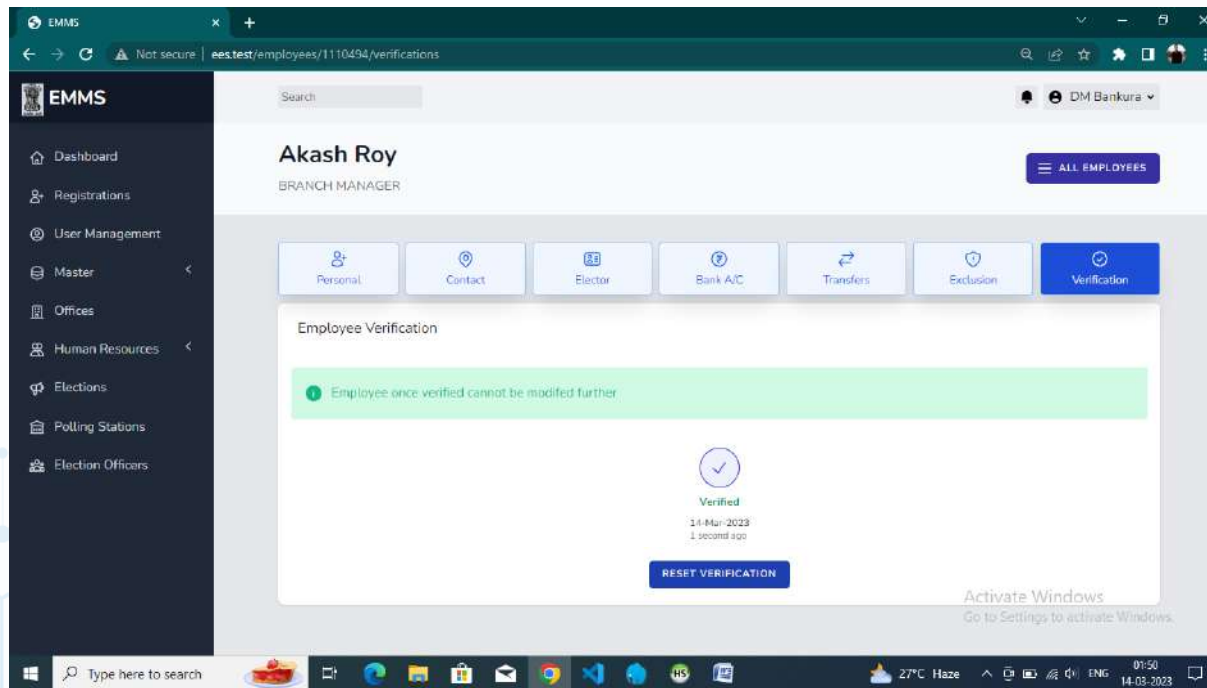 EMMS
Not secure | ees.test/employees/1110494/verifications
EMMS
Search
DM Bankura
Dashboard
Registrations
User Management
Master
Offices
Human Resources
Elections
Polling Stations
Election Officers
Akash Roy
BRANCH MANAGER
ALL EMPLOYEES
Personal
Contact
Elector
Bank A/C
Transfers
Exclusion
Verification
Employee Verification
Employee once verified cannot be modifed further
Verified
14-Mar-2023
1 second ago
RESET VERIFICATION
Activate Windows
Go to Settings to activate Windows.
Type here to search
HS
27°C Haze
ENG
01:50
14-03-2023